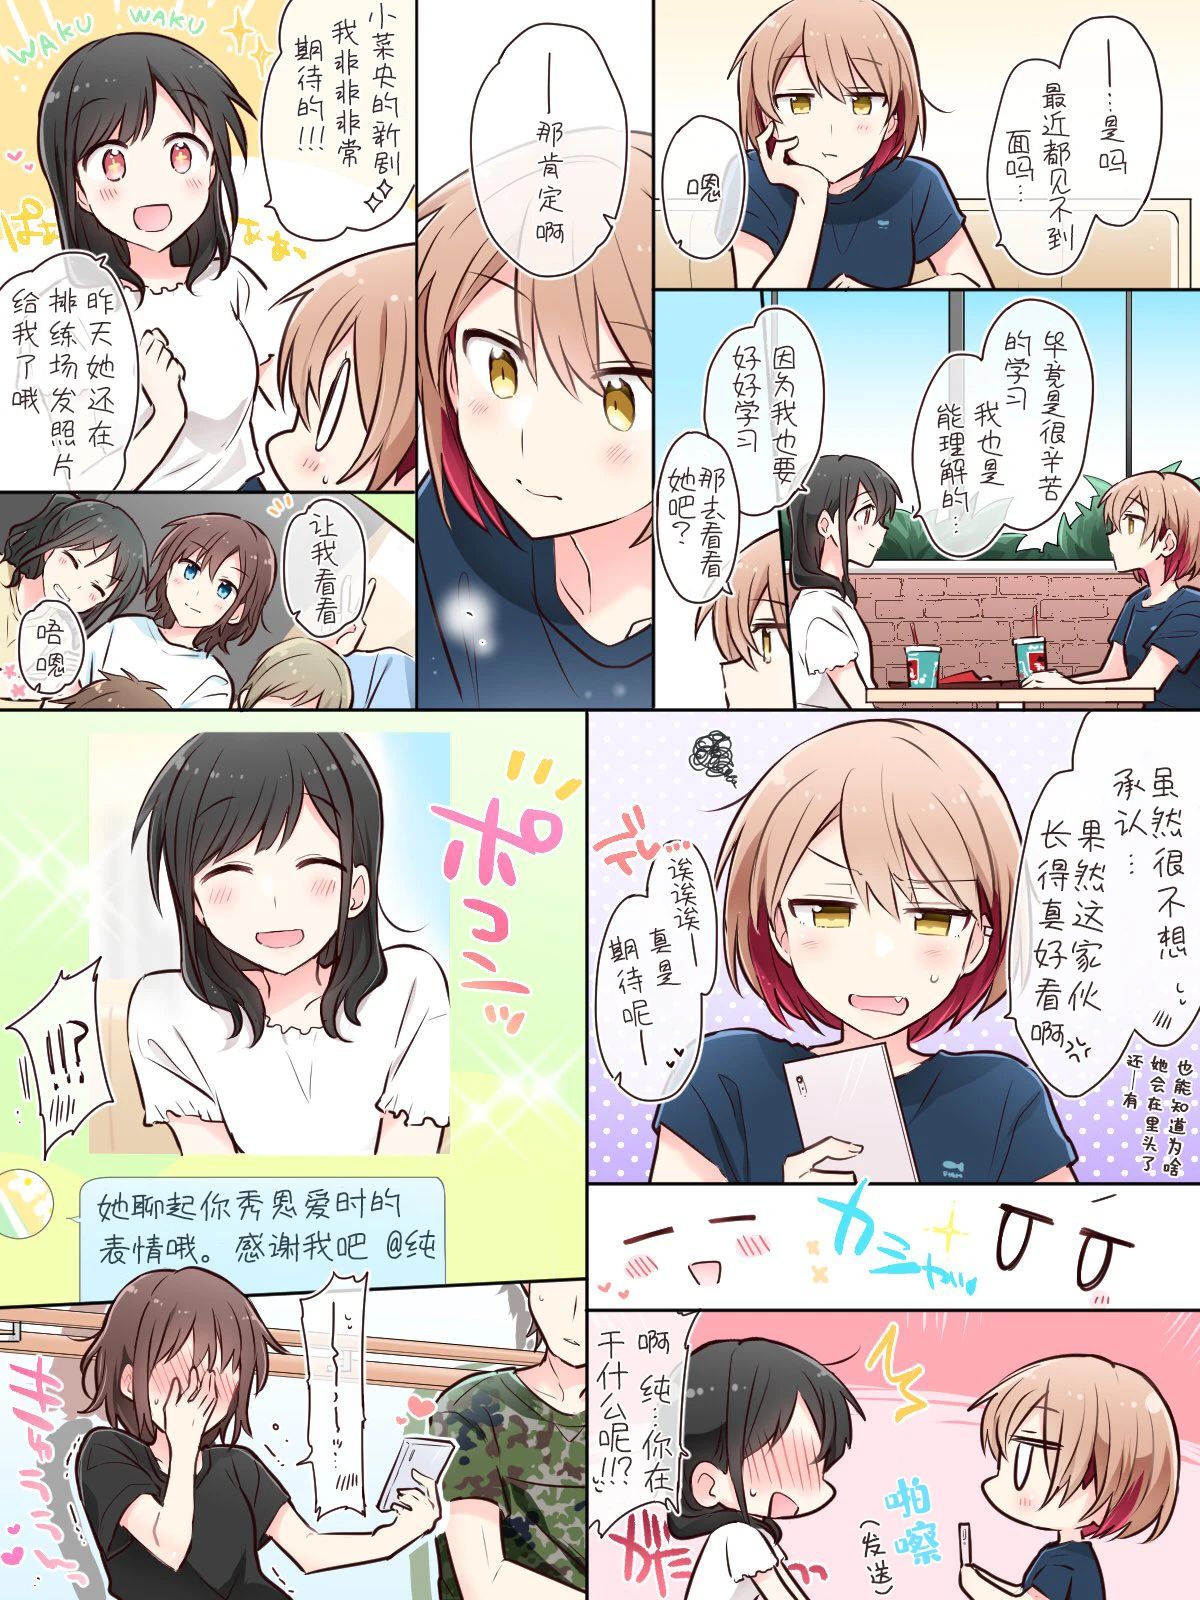 …是吗
最近都见不到
面吗…
嗯
毕竟是很辛苦
的学习
我也是
能理解的…
因为我也要
好好学习
那去看看
她吧？
那肯定啊
WAKU WAKU
小菜央的新剧
我非非非常
期待的!!!
ぱぁ
ぁぁ、
昨天她还在
排练场发照片
给我了哦
让我看看
唔嗯
虽然很不想
承认…
果然这家伙
长得真
好看啊
也能知道为啥
她会在里头了
还一有
デレ…
诶诶诶—
真是
期待呢—
カシャッ
啊 纯…你在
干什么呢!!?
啪嚓
(发送)
ポコン
!!!?
她聊起你秀恩爱时的
表情哦。感谢我吧 @纯